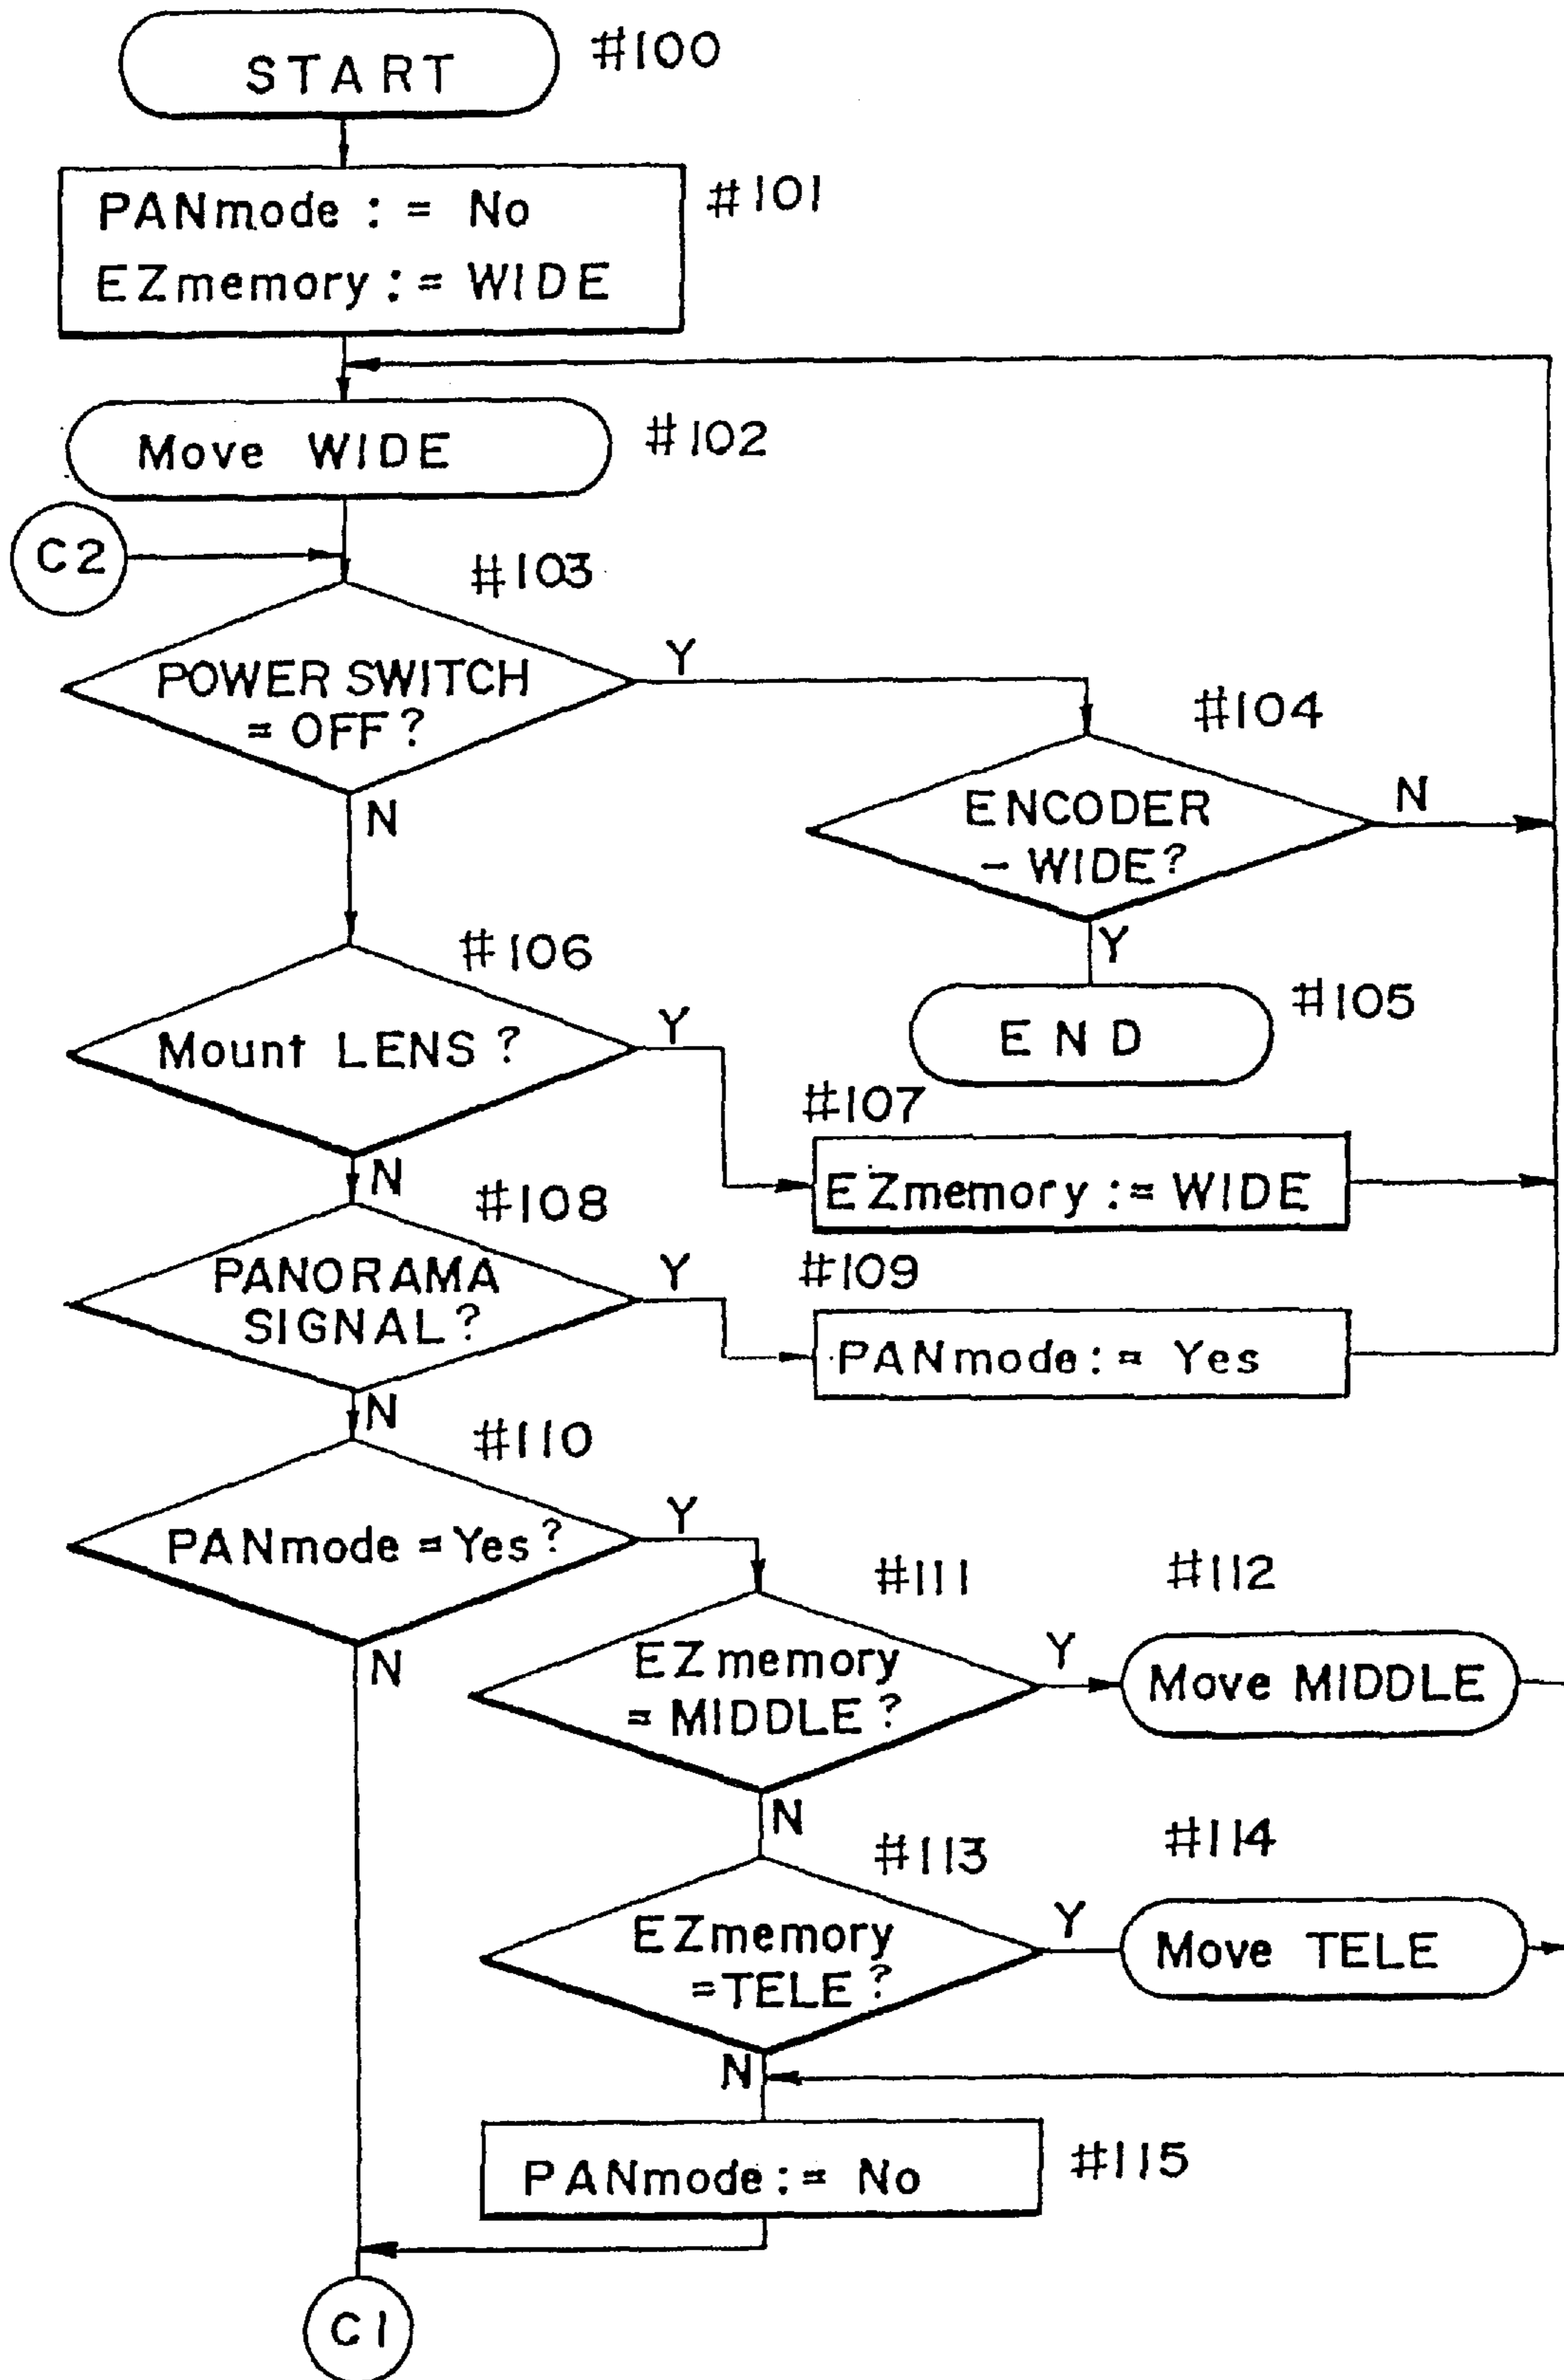 START #100
PANmode := No #101
EZmemory := WIDE
Move WIDE #102
C2
#103
POWER SWITCH
= OFF?
Y
N
#104
ENCODER
- WIDE?
N
Y
#105
END
#106
Mount LENS?
Y
N
#107
EZmemory := WIDE
#108
PANORAMA
SIGNAL?
Y
N
#109
PANmode := Yes
#110
PANmode = Yes?
Y
N
#111
EZmemory
= MIDDLE?
Y
N
#112
Move MIDDLE
#113
EZmemory
= TELE?
Y
N
#114
Move TELE
PANmode := No #115
C1